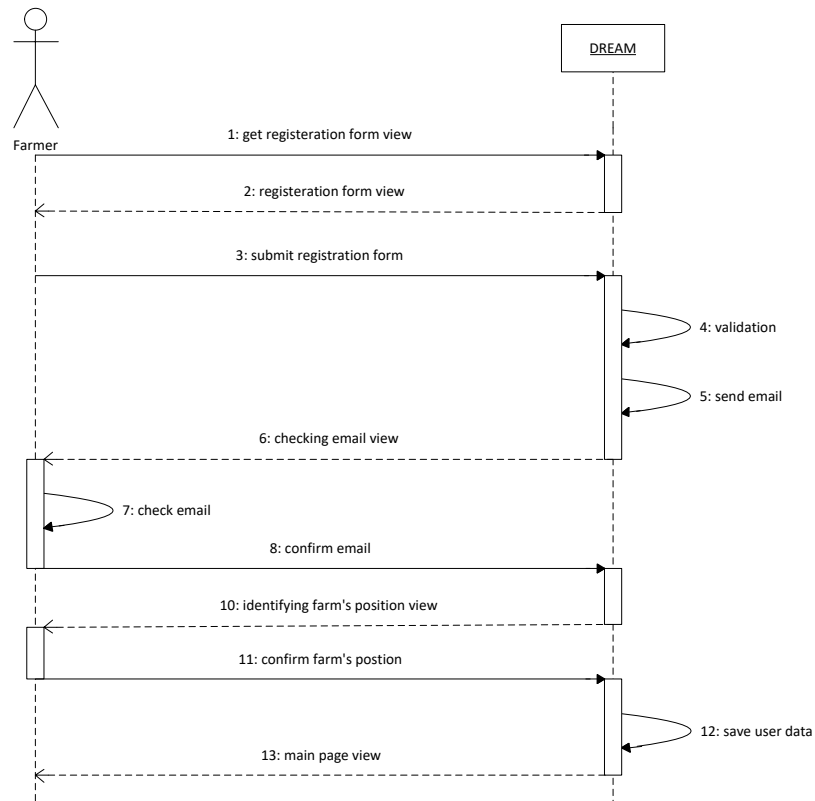 DREAM
Farmer
1: get registeration form view
2: registeration form view
3: submit registration form
4: validation
5: send email
6: checking email view
7: check email
8: confirm email
10: identifying farm's position view
11: confirm farm's postion
12: save user data
13: main page view